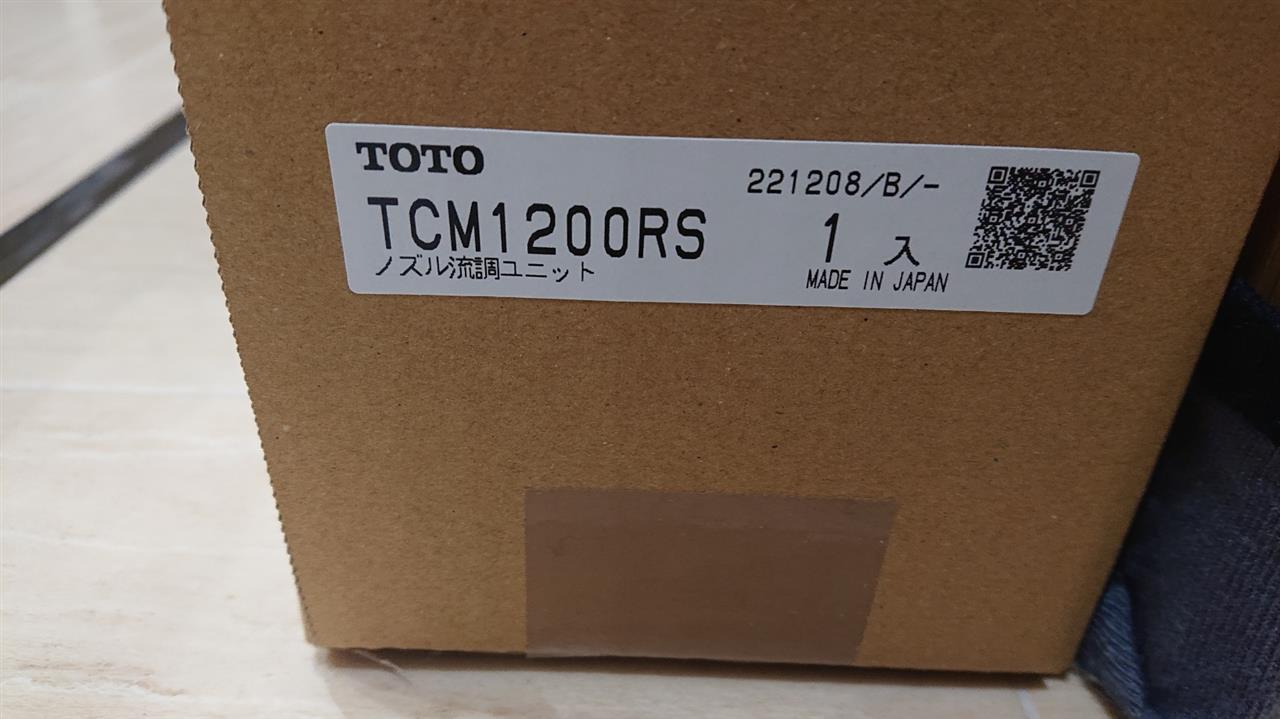 TOTO
221208/B/-
TCM1200RS
1 入
ノズル流調ユニット
MADE IN JAPAN